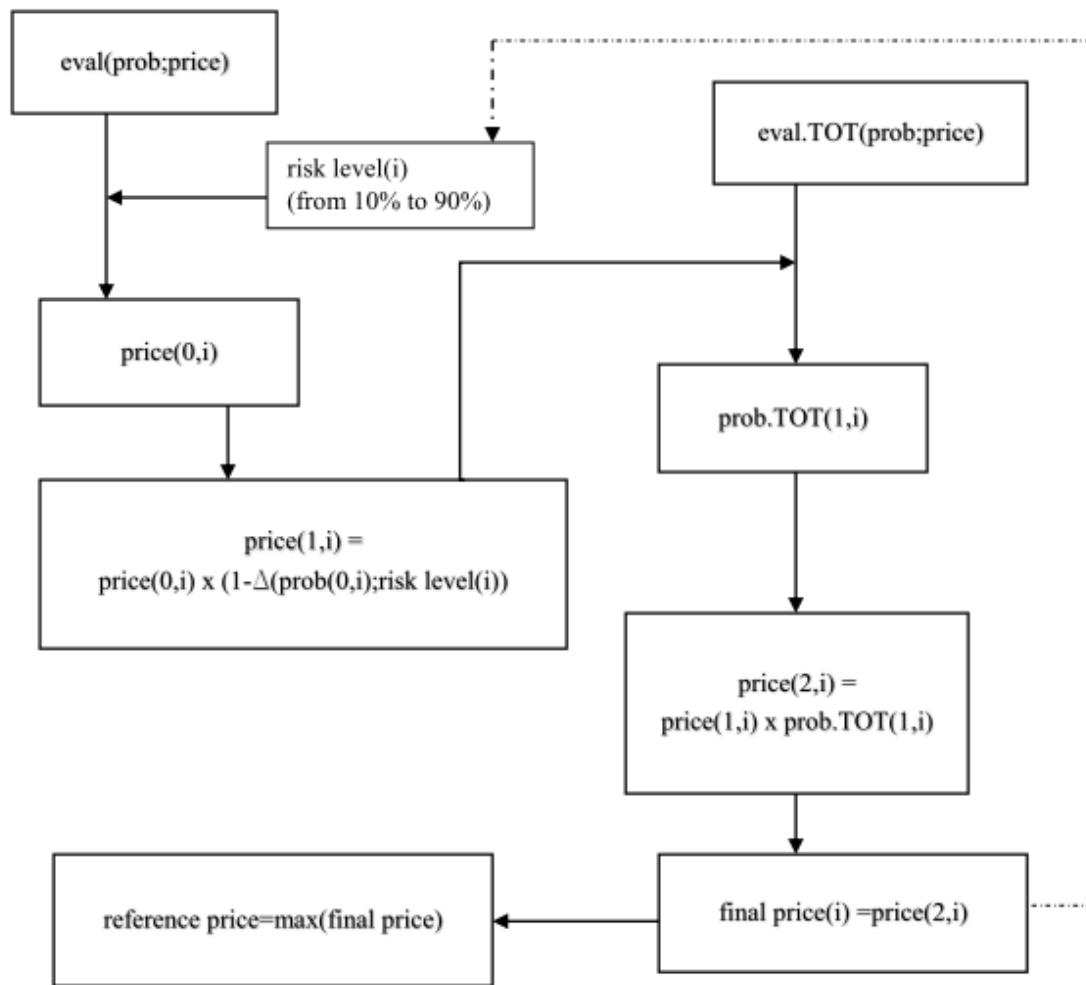 eval(prob;price)
eval.TOT(prob;price)
risk level(i)
(from 10% to 90%)
price(0,i)
prob.TOT(1,i)
price(1,i) =
price(0,i) x (1-Δ(prob(0,i);risk level(i))
price(2,i) =
price(1,i) x prob.TOT(1,i)
reference price=max(final price)
final price(i) =price(2,i)